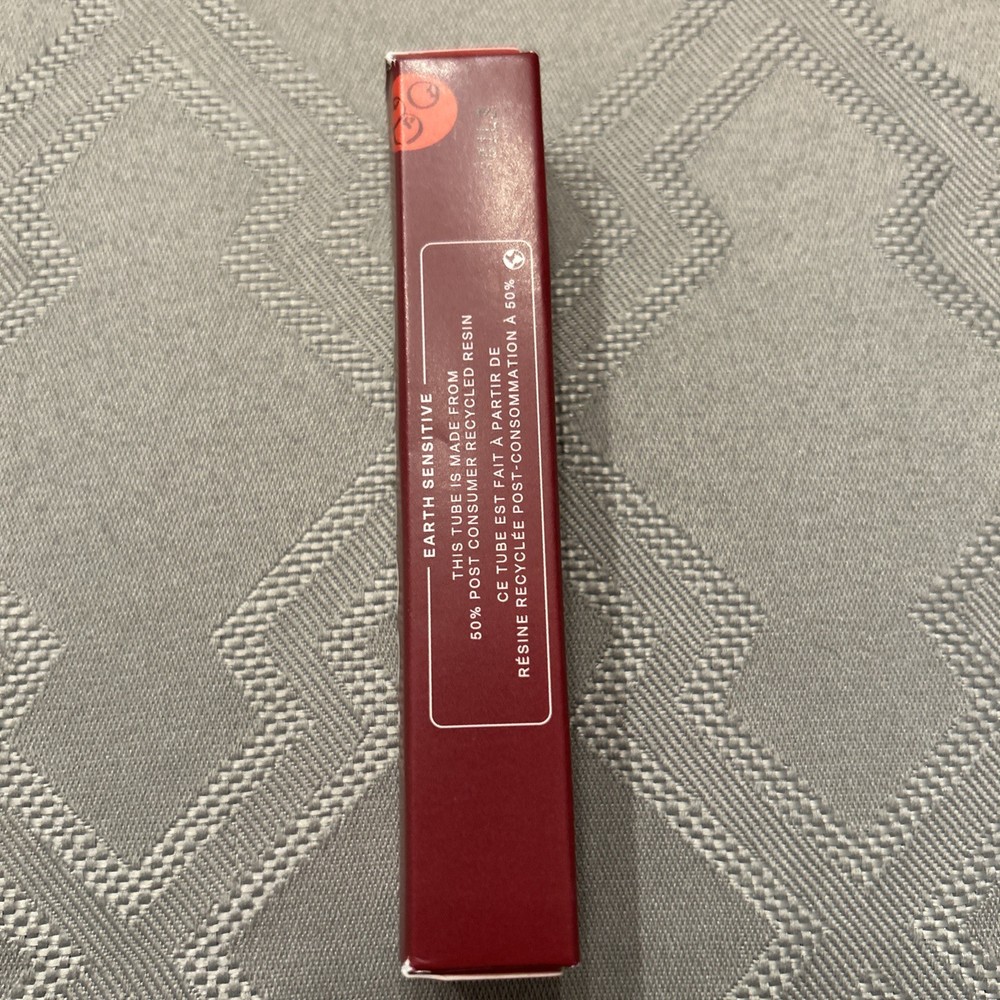 EARTH SENSITIVE
THIS TUBE IS MADE FROM
50% POST CONSUMER RECYCLED RESIN
CE TUBE EST FAIT À PARTIR DE
RÉSINE RECYCLÉE POST-CONSOMMATION À 50%